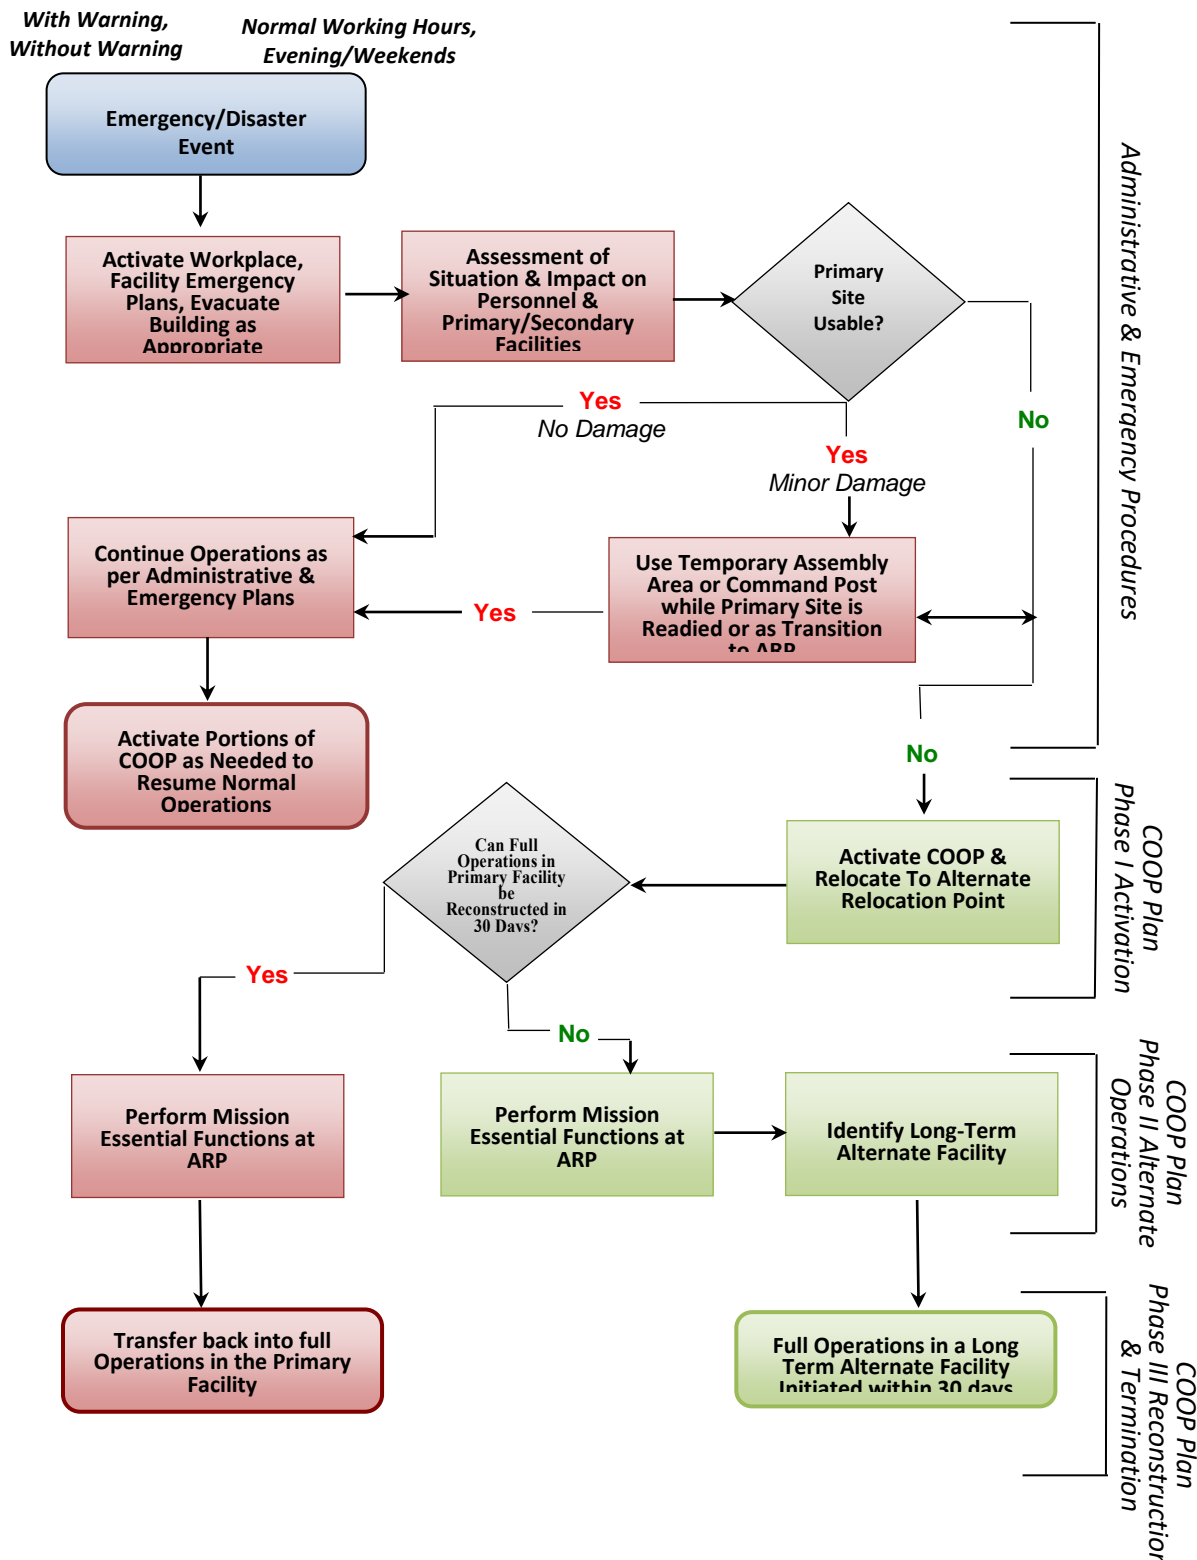 With Warning,
Without Warning
Normal Working Hours,
Evening/Weekends
Emergency/Disaster
Event
Activate Workplace,
Facility Emergency
Plans, Evacuate
Building as
Appropriate
Assessment of
Situation & Impact on
Personnel &
Primary/Secondary
Facilities
Primary
Site
Usable?
Yes
No Damage
Yes
Minor Damage
No
Continue Operations as
per Administrative &
Emergency Plans
Yes
Use Temporary Assembly
Area or Command Post
while Primary Site is
Readied or as Transition
to ARP
Activate Portions of
COOP as Needed to
Resume Normal
Operations
No
Administrative & Emergency Procedures
Can Full
Operations in
Primary Facility
be
Reconstructed in
30 Days?
Activate COOP &
Relocate To Alternate
Relocation Point
COOP Plan
Phase I Activation
Yes
No
Perform Mission
Essential Functions at
ARP
Perform Mission
Essential Functions at
ARP
Identify Long-Term
Alternate Facility
COOP Plan
Phase II Alternate
Operations
Transfer back into full
Operations in the Primary
Facility
Full Operations in a Long
Term Alternate Facility
Initiated within 30 days
COOP Plan
Phase III Reconstruction
& Termination